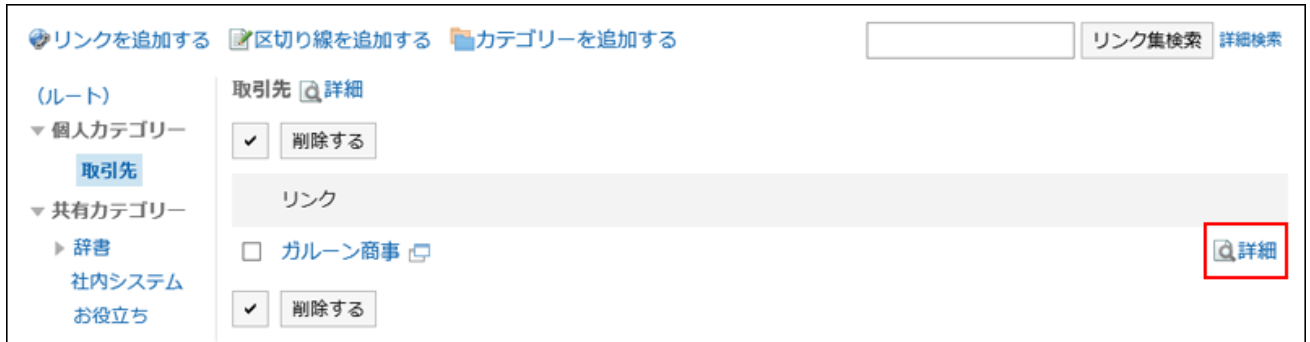 リンクを追加する 区切り線を追加する カテゴリーを追加する リンク集検索 詳細検索
（ルート）
個人カテゴリー
取引先
共有カテゴリー
辞書
社内システム
お役立ち
取引先 詳細
削除する
リンク
ガルーン商事 詳細
削除する